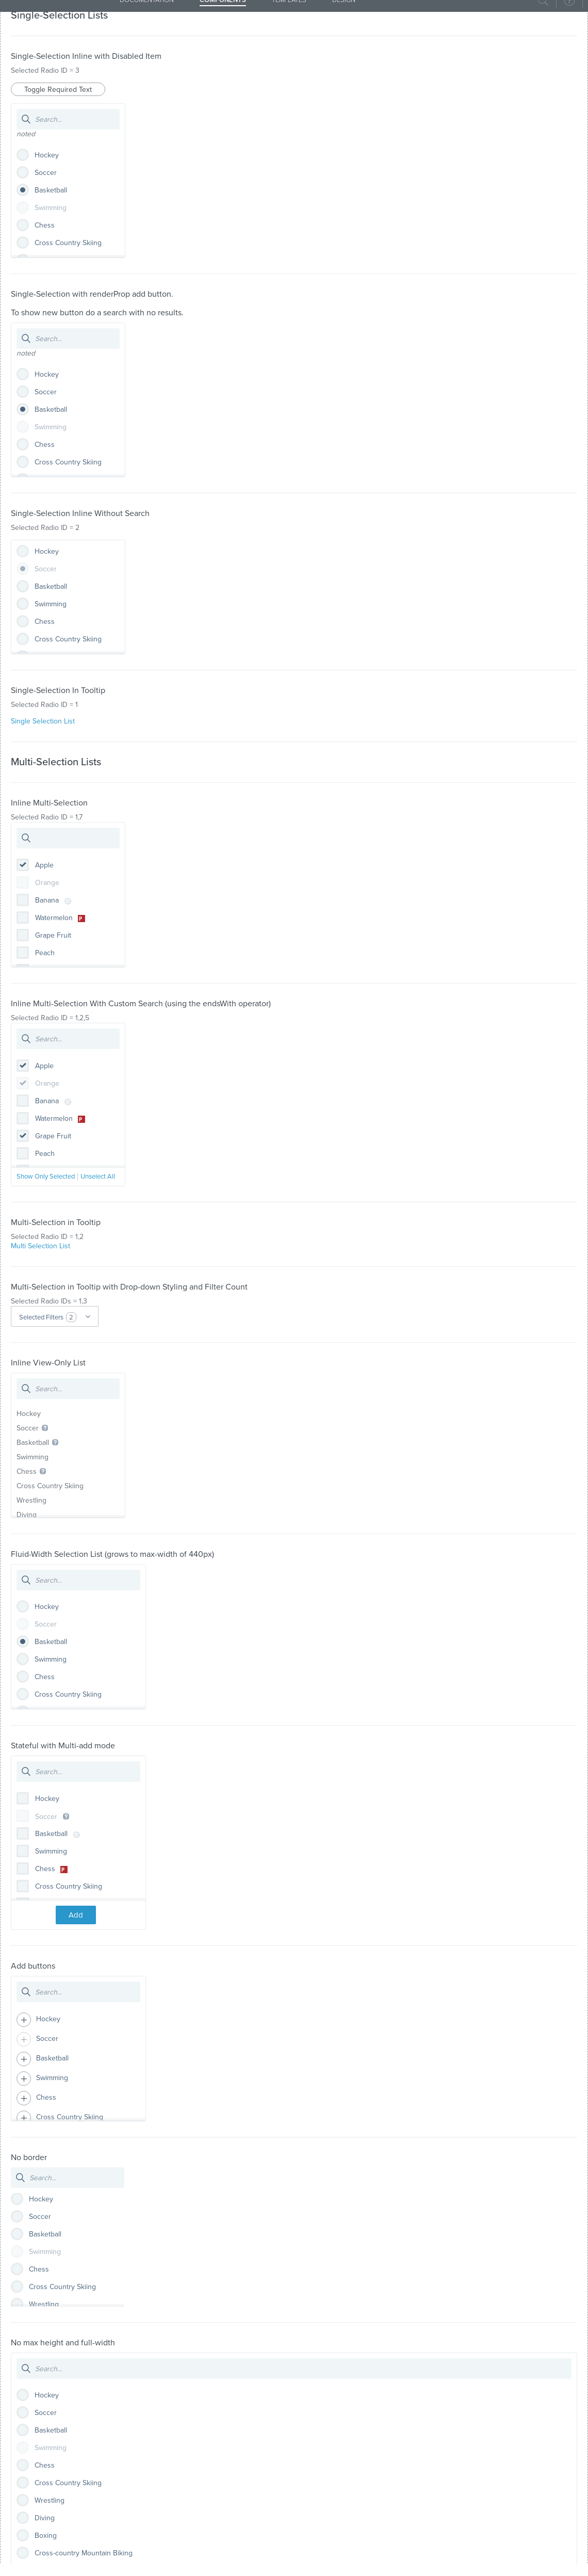 DOCUMENTATION COMPONENTS TEMPLATES DESIGN
Single-Selection Lists
Single-Selection Inline with Disabled Item
Selected Radio ID = 3
Toggle Required Text
Search...
noted
Hockey
Soccer
Basketball
Swimming
Chess
Cross Country Skiing
Single-Selection with renderProp add button.
To show new button do a search with no results.
Search...
noted
Hockey
Soccer
Basketball
Swimming
Chess
Cross Country Skiing
Single-Selection Inline Without Search
Selected Radio ID = 2
Hockey
Soccer
Basketball
Swimming
Chess
Cross Country Skiing
Single-Selection In Tooltip
Selected Radio ID = 1
Single Selection List
Multi-Selection Lists
Inline Multi-Selection
Selected Radio ID = 1,7
Apple
Orange
Banana
Watermelon P
Grape Fruit
Peach
Inline Multi-Selection With Custom Search (using the endsWith operator)
Selected Radio ID = 1,2,5
Search...
Apple
Orange
Banana
Watermelon P
Grape Fruit
Peach
Show Only Selected | Unselect All
Multi-Selection in Tooltip
Selected Radio ID = 1,2
Multi Selection List
Multi-Selection in Tooltip with Drop-down Styling and Filter Count
Selected Radio IDs = 1,3
Selected Filters 2
Inline View-Only List
Search...
Hockey
Soccer ?
Basketball ?
Swimming
Chess ?
Cross Country Skiing
Wrestling
Diving
Fluid-Width Selection List (grows to max-width of 440px)
Search...
Hockey
Soccer
Basketball
Swimming
Chess
Cross Country Skiing
Stateful with Multi-add mode
Search...
Hockey
Soccer ?
Basketball
Swimming
Chess P
Cross Country Skiing
Add
Add buttons
Search...
Hockey
Soccer
Basketball
Swimming
Chess
Cross Country Skiing
No border
Search...
Hockey
Soccer
Basketball
Swimming
Chess
Cross Country Skiing
Wrestling
No max height and full-width
Search...
Hockey
Soccer
Basketball
Swimming
Chess
Cross Country Skiing
Wrestling
Diving
Boxing
Cross-country Mountain Biking